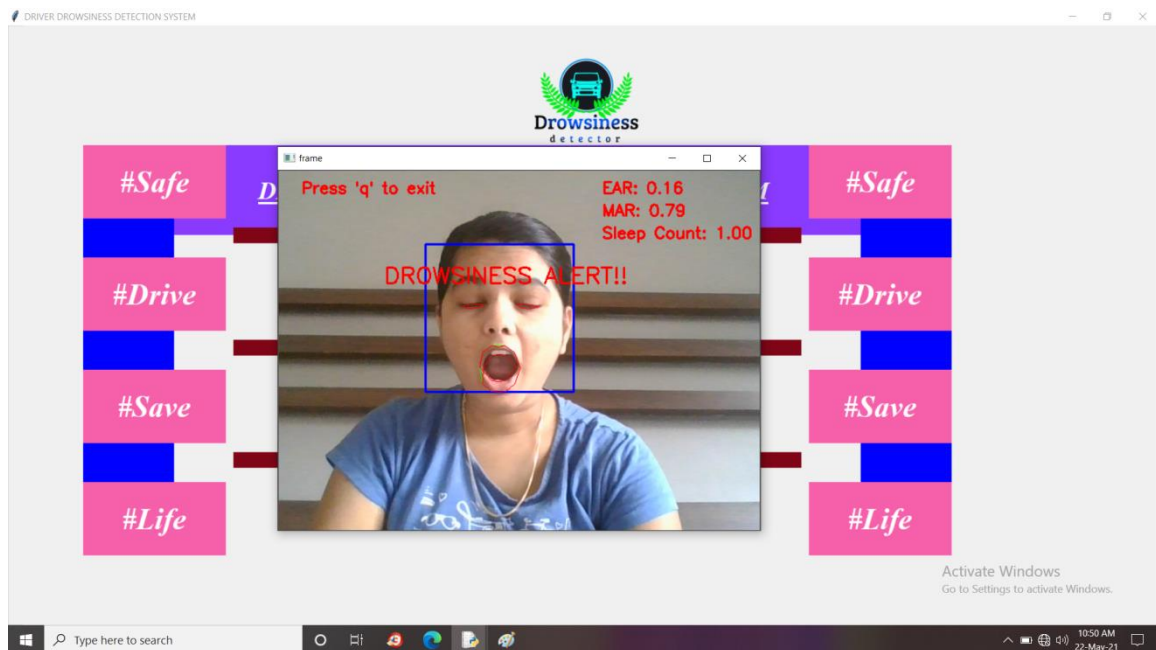 DRIVER DROWSINESS DETECTION SYSTEM
Drowsiness
detector
frame
#Safe
D
Press 'q' to exit
EAR: 0.16
M
#Safe
MAR: 0.79
Sleep Count: 1.00
DROWSINESS ALERT!!
#Drive
#Drive
#Save
#Save
#Life
#Life
Activate Windows
Go to Settings to activate Windows.
Type here to search
10:50 AM
22-May-21